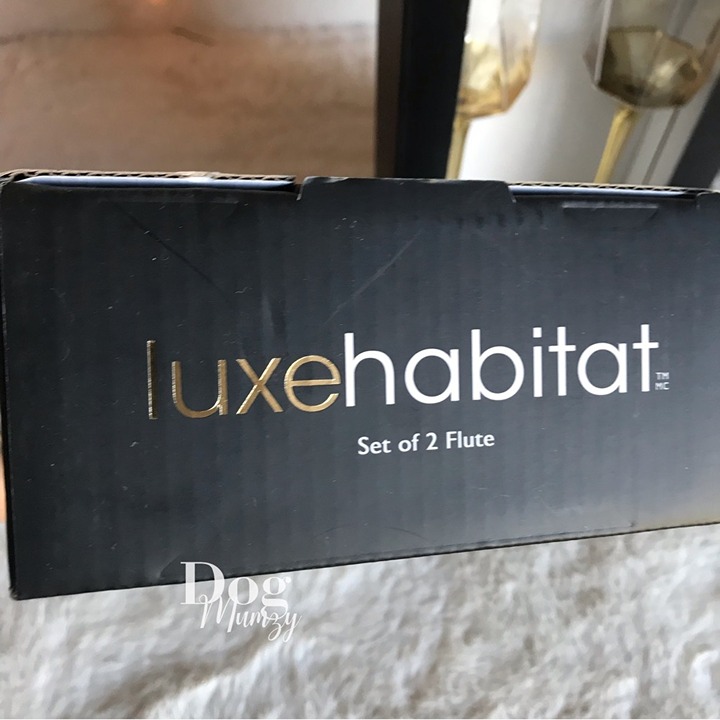 luxehabitat
TM
MC
Set of 2 Flute
Dog
Mumzy